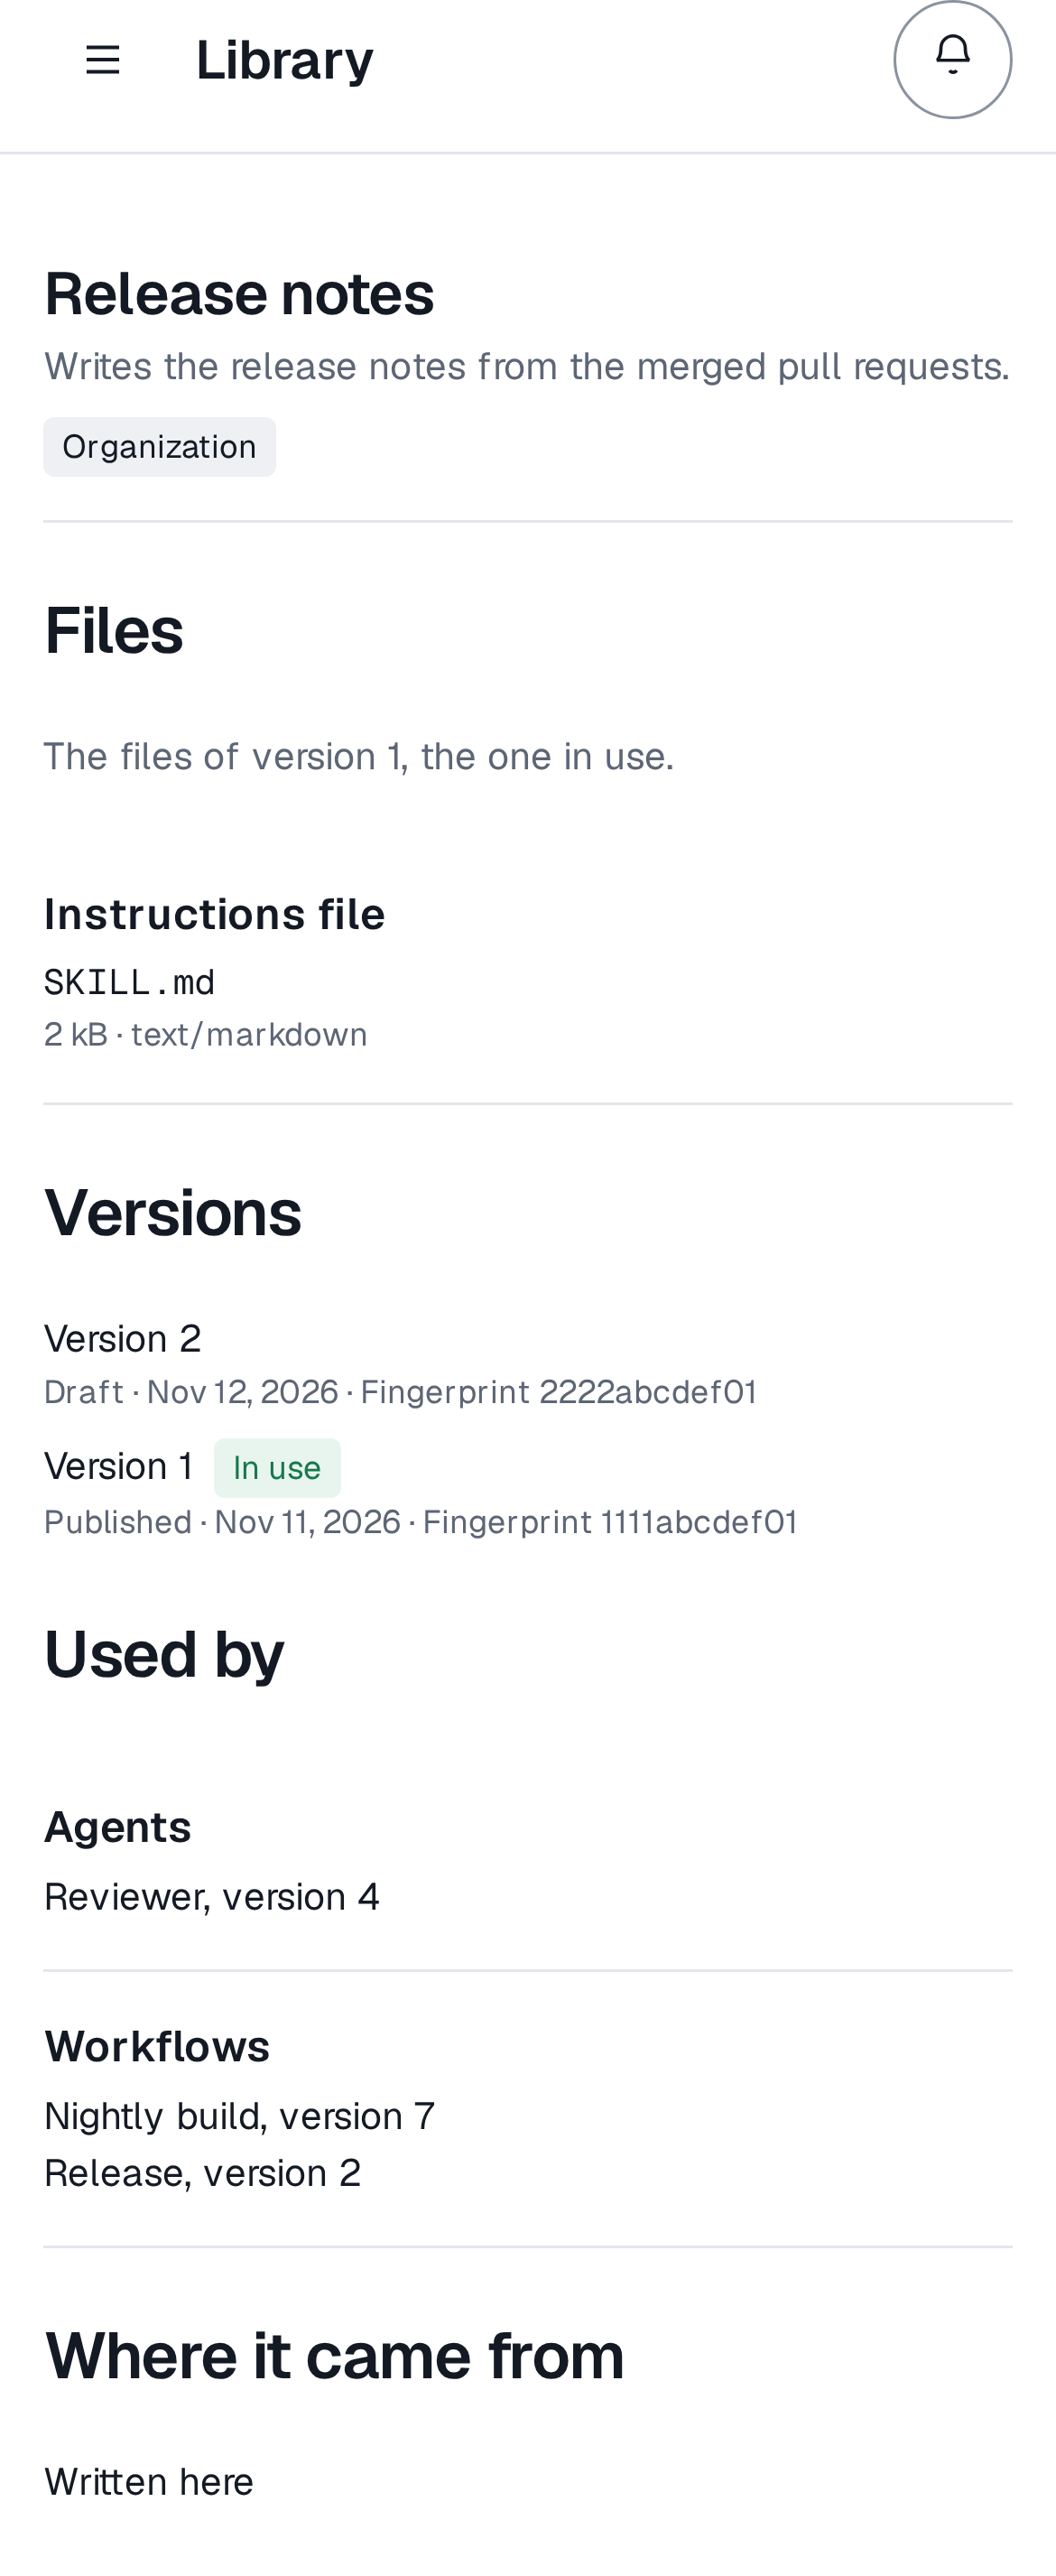 Library
Release notes
Writes the release notes from the merged pull requests.
Organization
Files
The files of version 1, the one in use.
Instructions file
SKILL.md
2 kB · text/markdown
Versions
Version 2
Draft · Nov 12, 2026 · Fingerprint 2222abcdef01
Version 1 In use
Published · Nov 11, 2026 · Fingerprint 1111abcdef01
Used by
Agents
Reviewer, version 4
Workflows
Nightly build, version 7
Release, version 2
Where it came from
Written here